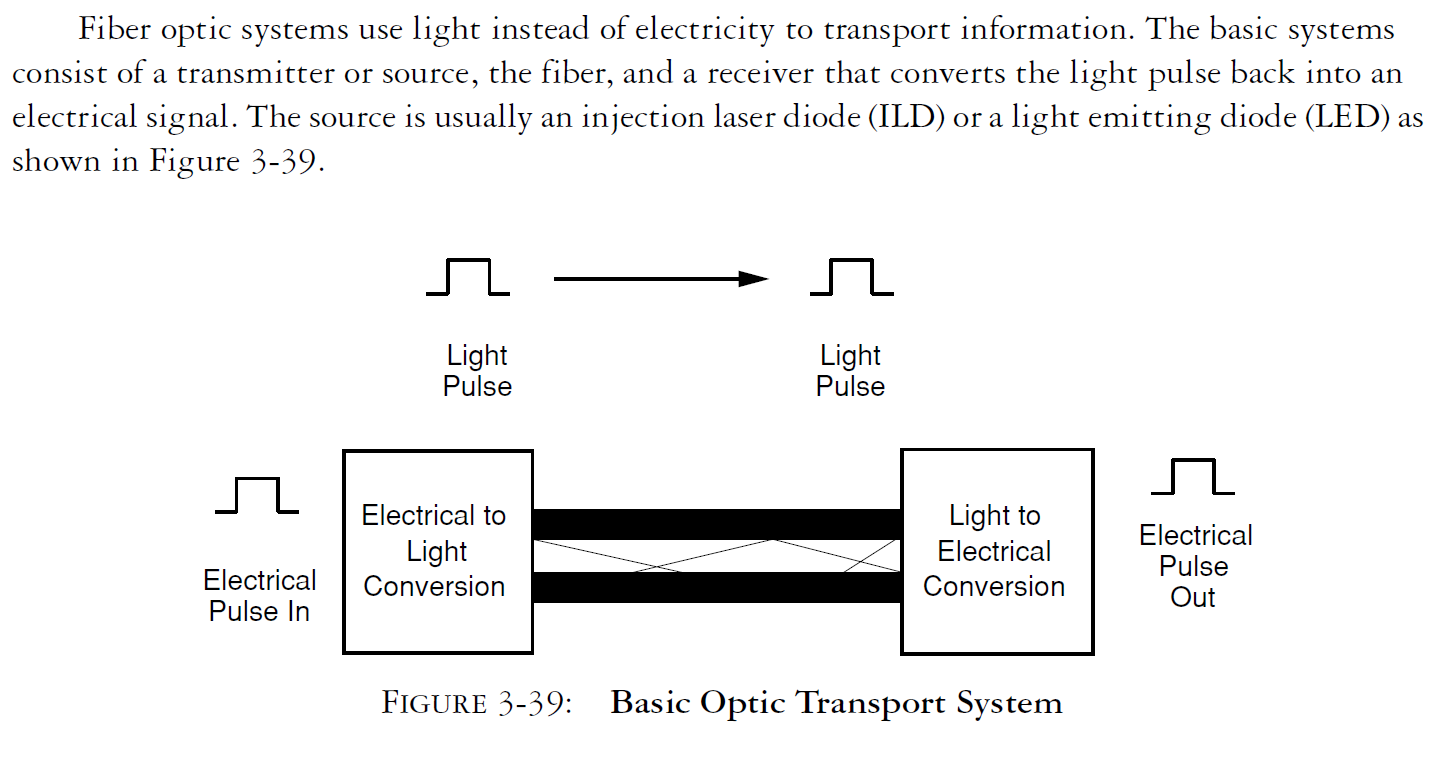 Fiber optic systems use light instead of electricity to transport information. The basic systems
consist of a transmitter or source, the fiber, and a receiver that converts the light pulse back into an
electrical signal. The source is usually an injection laser diode (ILD) or a light emitting diode (LED) as
shown in Figure 3-39.
Light
Pulse
Light
Pulse
Electrical
Pulse In
Electrical to
Light
Conversion
Light to
Electrical
Conversion
Electrical
Pulse
Out
FIGURE 3-39: Basic Optic Transport System